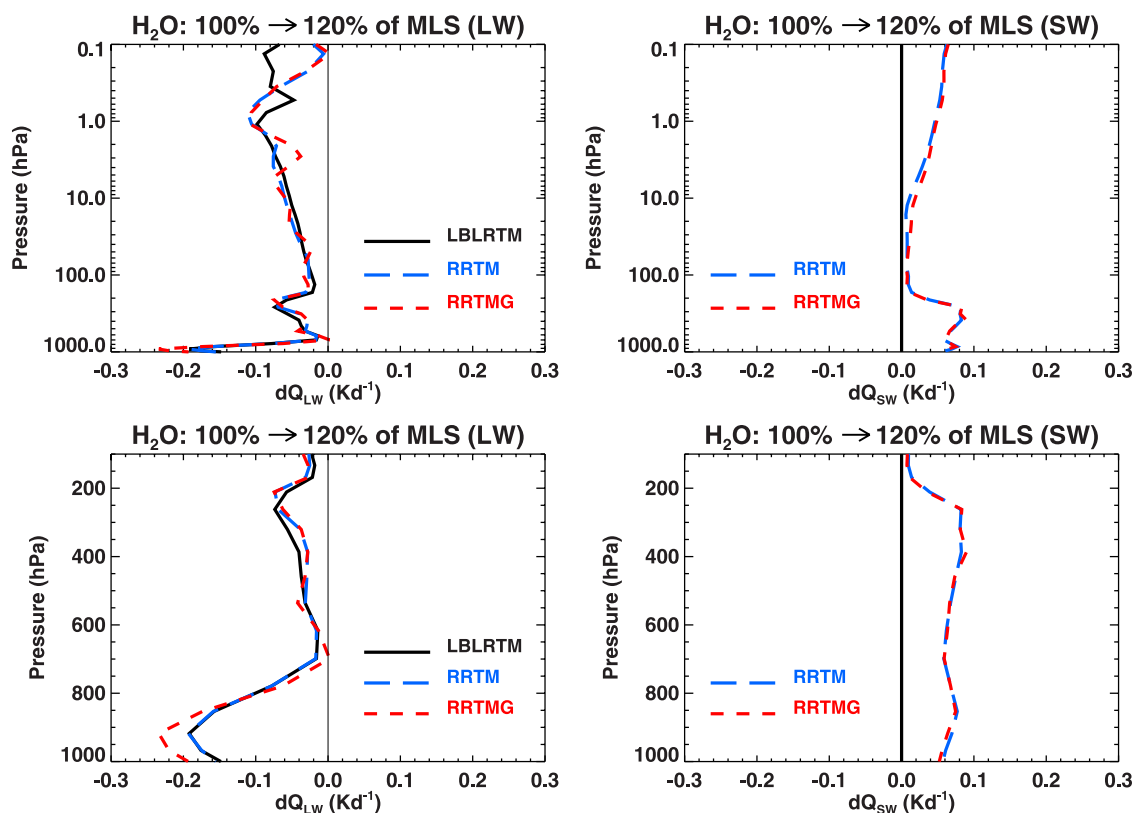 H₂O: 100% → 120% of MLS (LW)
0.1
1.0
10.0
100.0
1000.0
Pressure (hPa)
LBLRTM
RRTM
RRTMG
-0.3 -0.2 -0.1 0.0 0.1 0.2 0.3
dQLW (Kd⁻¹)
H₂O: 100% → 120% of MLS (SW)
0.1
1.0
10.0
100.0
1000.0
Pressure (hPa)
RRTM
RRTMG
-0.3 -0.2 -0.1 0.0 0.1 0.2 0.3
dQSW (Kd⁻¹)
H₂O: 100% → 120% of MLS (LW)
200
400
600
800
1000
Pressure (hPa)
LBLRTM
RRTM
RRTMG
-0.3 -0.2 -0.1 0.0 0.1 0.2 0.3
dQLW (Kd⁻¹)
H₂O: 100% → 120% of MLS (SW)
200
400
600
800
1000
Pressure (hPa)
RRTM
RRTMG
-0.3 -0.2 -0.1 0.0 0.1 0.2 0.3
dQSW (Kd⁻¹)